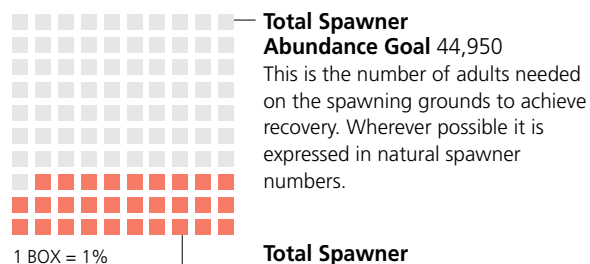 Total Spawner
Abundance Goal 44,950
This is the number of adults needed
on the spawning grounds to achieve
recovery. Wherever possible it is
expressed in natural spawner
numbers.
1 BOX = 1%
Total Spawner